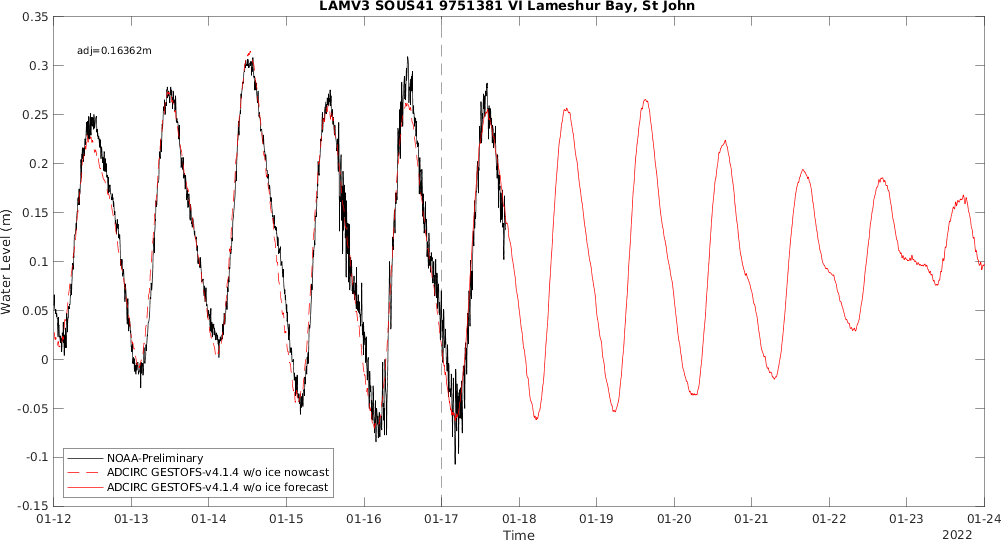 LAMV3 SOUS41 9751381 VI Lameshur Bay, St John
adj=0.16362m
0.35
0.3
0.25
0.2
0.15
0.1
0.05
0
-0.05
-0.1
-0.15
Water Level (m)
NOAA-Preliminary
ADCIRC GESTOFS-v4.1.4 w/o ice nowcast
ADCIRC GESTOFS-v4.1.4 w/o ice forecast
01-12 01-13 01-14 01-15 01-16 01-17 01-18 01-19 01-20 01-21 01-22 01-23 01-24
Time
2022